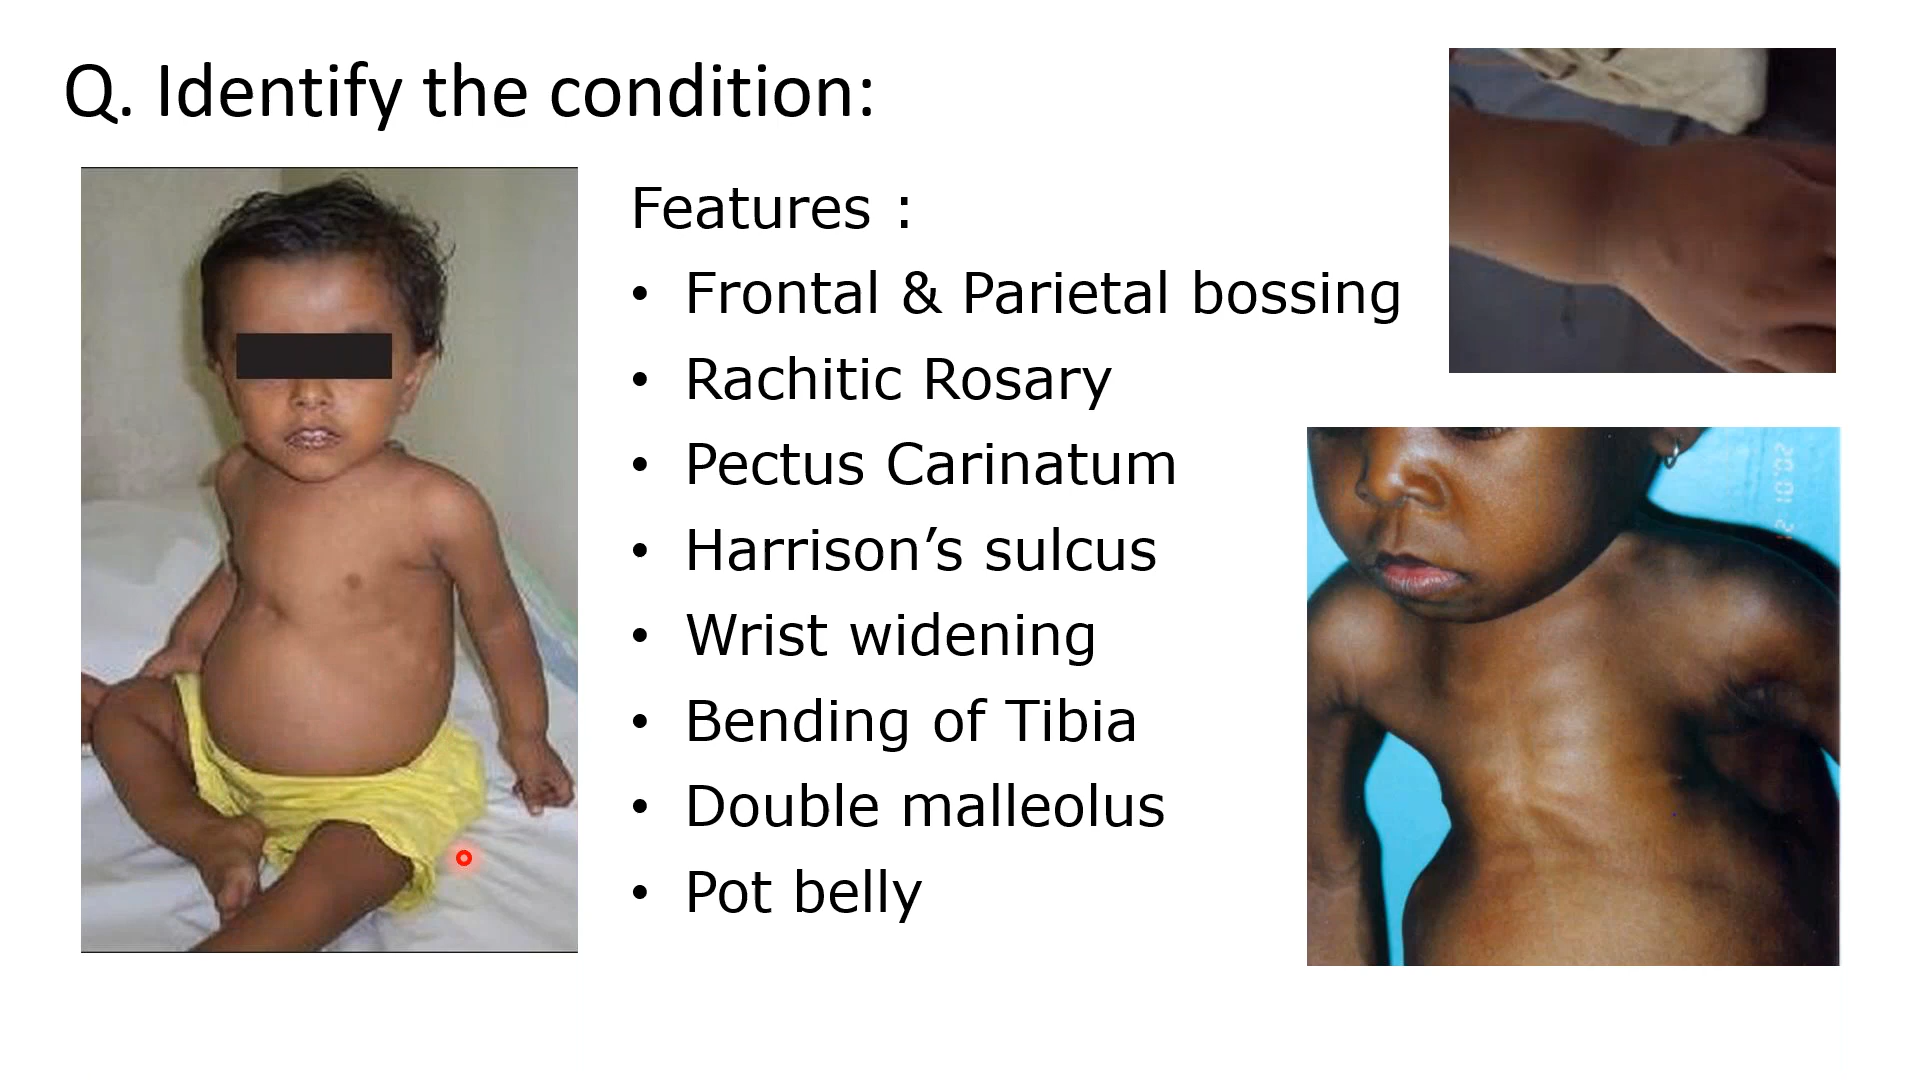 Q. Identify the condition:
Features :
• Frontal & Parietal bossing
• Rachitic Rosary
• Pectus Carinatum
• Harrison’s sulcus
• Wrist widening
• Bending of Tibia
• Double malleolus
• Pot belly